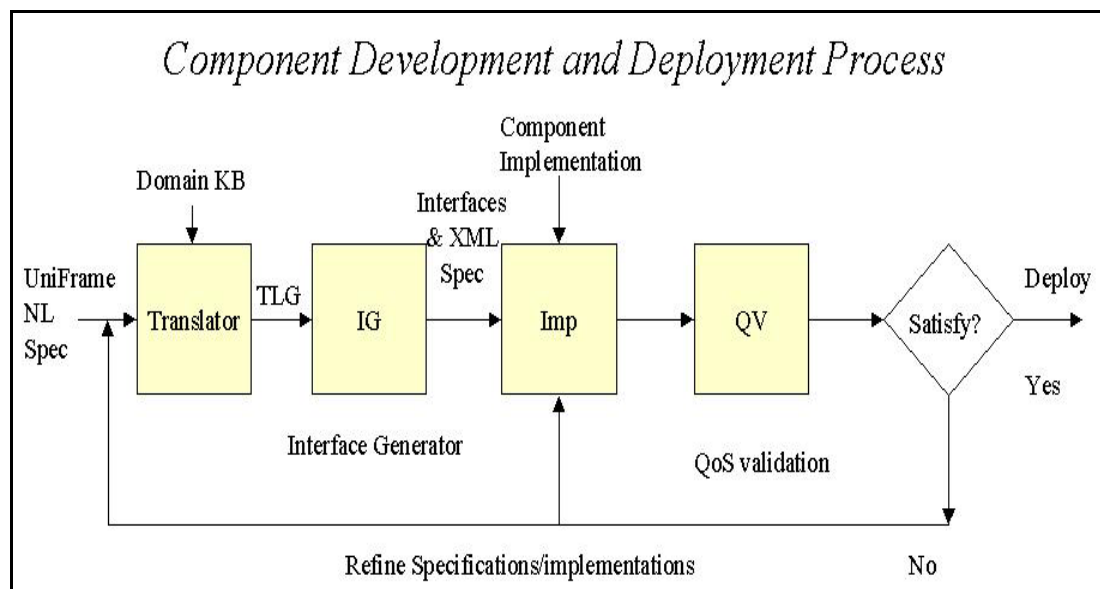 Component Development and Deployment Process
Component
Implementation
Domain KB
Interfaces
& XML
Spec
UniFrame
NL
Spec
Translator
TLG
IG
Imp
QV
Satisfy?
Deploy
Yes
Interface Generator
QoS validation
Refine Specifications/implementations
No